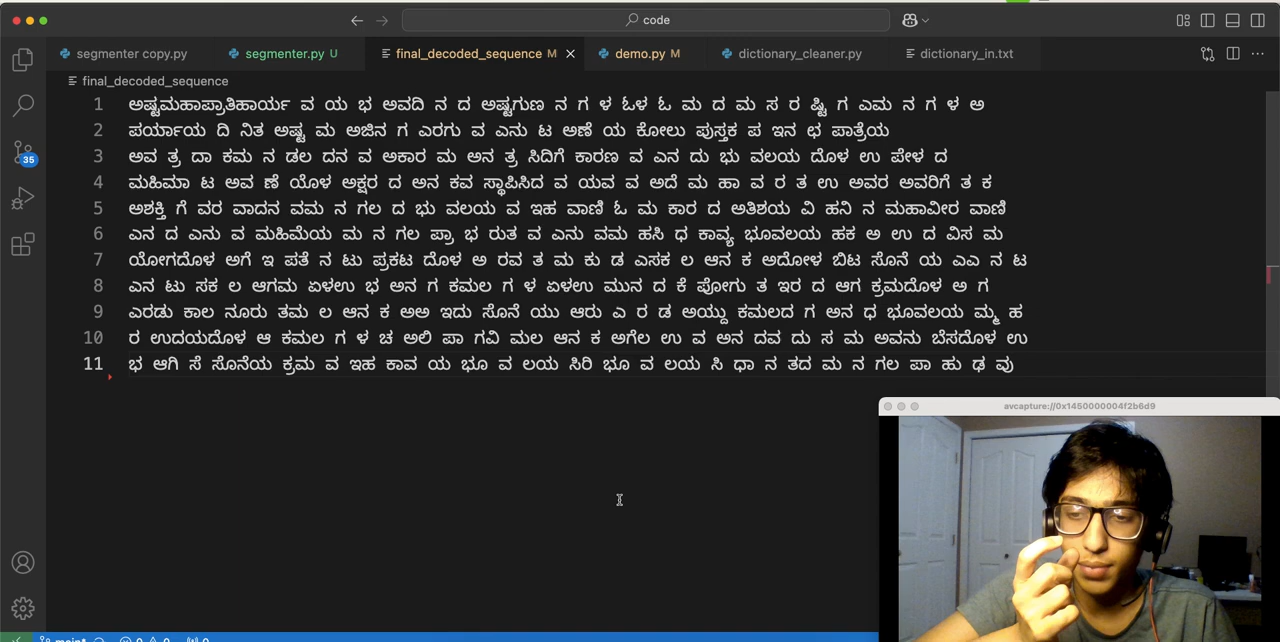 code
segmenter copy.py segmenter.py U final_decoded_sequence M demo.py M dictionary_cleaner.py dictionary_in.txt
final_decoded_sequence
1 ಅಷ್ಟಮಹಾಪ್ರಾತಿಹಾರ್ಯ ವ ಯ ಭ ಅವದಿ ನ ದ ಅಷ್ಟಗುಣ ನ ಗ ಳ ಓಳ ಓ ಮ ದ ಮ ಸ ರ ಷ್ಟಿ ಗ ಎಮ ನ ಗ ಳ ಅ
2 ಪರ್ಯಾಯ ದಿ ನಿತ ಅಷ್ಟ ಮ ಅಜಿನ ಗ ಎರಗು ವ ಎನು ಟ ಅಣೆ ಯ ಕೋಲು ಪುಸ್ತಕ ಪ ಇನ ಛ ಪಾತ್ರೆಯ
3 ಅವ ತ್ರ ದಾ ಕಮ ನ ಡಲ ದನ ವ ಅಕಾರ ಮ ಅನ ತ್ರ ಸಿದಿಗೆ ಕಾರಣ ವ ಎನ ದು ಭು ವಲಯ ದೊಳ ಉ ಪೇಳ ದ
4 ಮಹಿಮಾ ಟ ಅವ ಣೆ ಯೊಳ ಅಕ್ಷರ ದ ಅನ ಕವ ಸ್ಥಾಪಿಸಿದ ವ ಯವ ವ ಅದೆ ಮ ಹಾ ವ ರ ತ ಉ ಅವರ ಅವರಿಗೆ ತ ಕ
5 ಅಶಕ್ತಿ ಗೆ ವರ ವಾದನ ವಮ ನ ಗಲ ದ ಭು ವಲಯ ವ ಇಹ ವಾಣಿ ಓ ಮ ಕಾರ ದ ಅತಿಶಯ ವಿ ಹನಿ ನ ಮಹಾವೀರ ವಾಣಿ
6 ಎನ ದ ಎನು ವ ಮಹಿಮೆಯ ಮ ನ ಗಲ ಪ್ರಾ ಭ ರುತ ವ ಎನು ವಮ ಹಸಿ ಧ ಕಾವ್ಯ ಭೂವಲಯ ಹಕ ಅ ಉ ದ ವಿಸ ಮ
7 ಯೋಗದೊಳ ಅಗೆ ಇ ಪತೆ ನ ಟು ಪ್ರಕಟ ದೊಳ ಅ ರವ ತ ಮ ಕು ಡ ಎಸಕ ಲ ಆನ ಕ ಅದೋಳ ಬಿಟ ಸೊನೆ ಯ ಎಎ ನ ಟ
8 ಎನ ಟು ಸಕ ಲ ಆಗಮ ಏಳಉ ಭ ಅನ ಗ ಕಮಲ ಗ ಳ ಏಳಉ ಮುನ ದ ಕೆ ಪೋಗು ತ ಇರ ದ ಆಗ ಕ್ರಮದೊಳ ಅ ಗ
9 ಎರಡು ಕಾಲ ನೂರು ತಮ ಲ ಆನ ಕ ಅಅ ಇದು ಸೊನೆ ಯು ಆರು ಎ ರ ಡ ಅಯ್ದು ಕಮಲದ ಗ ಅನ ಧ ಭೂವಲಯ ಮ್ಮ ಹ
10 ರ ಉದಯದೊಳ ಆ ಕಮಲ ಗ ಳ ಚ ಅಲಿ ಪಾ ಗವಿ ಮಲ ಆನ ಕ ಅಗೆಲ ಉ ವ ಅನ ದವ ದು ಸ ಮ ಅವನು ಬೆಸದೊಳ ಉ
11 ಭ ಆಗಿ ಸೆ ಸೊನೆಯ ಕ್ರಮ ವ ಇಹ ಕಾವ ಯ ಭೂ ವ ಲಯ ಸಿರಿ ಭೂ ವ ಲಯ ಸಿ ಧಾ ನ ತದ ಮ ನ ಗಲ ಪಾ ಹು ಢ ವು
35
avcapture://0x1450000004f2b6d9